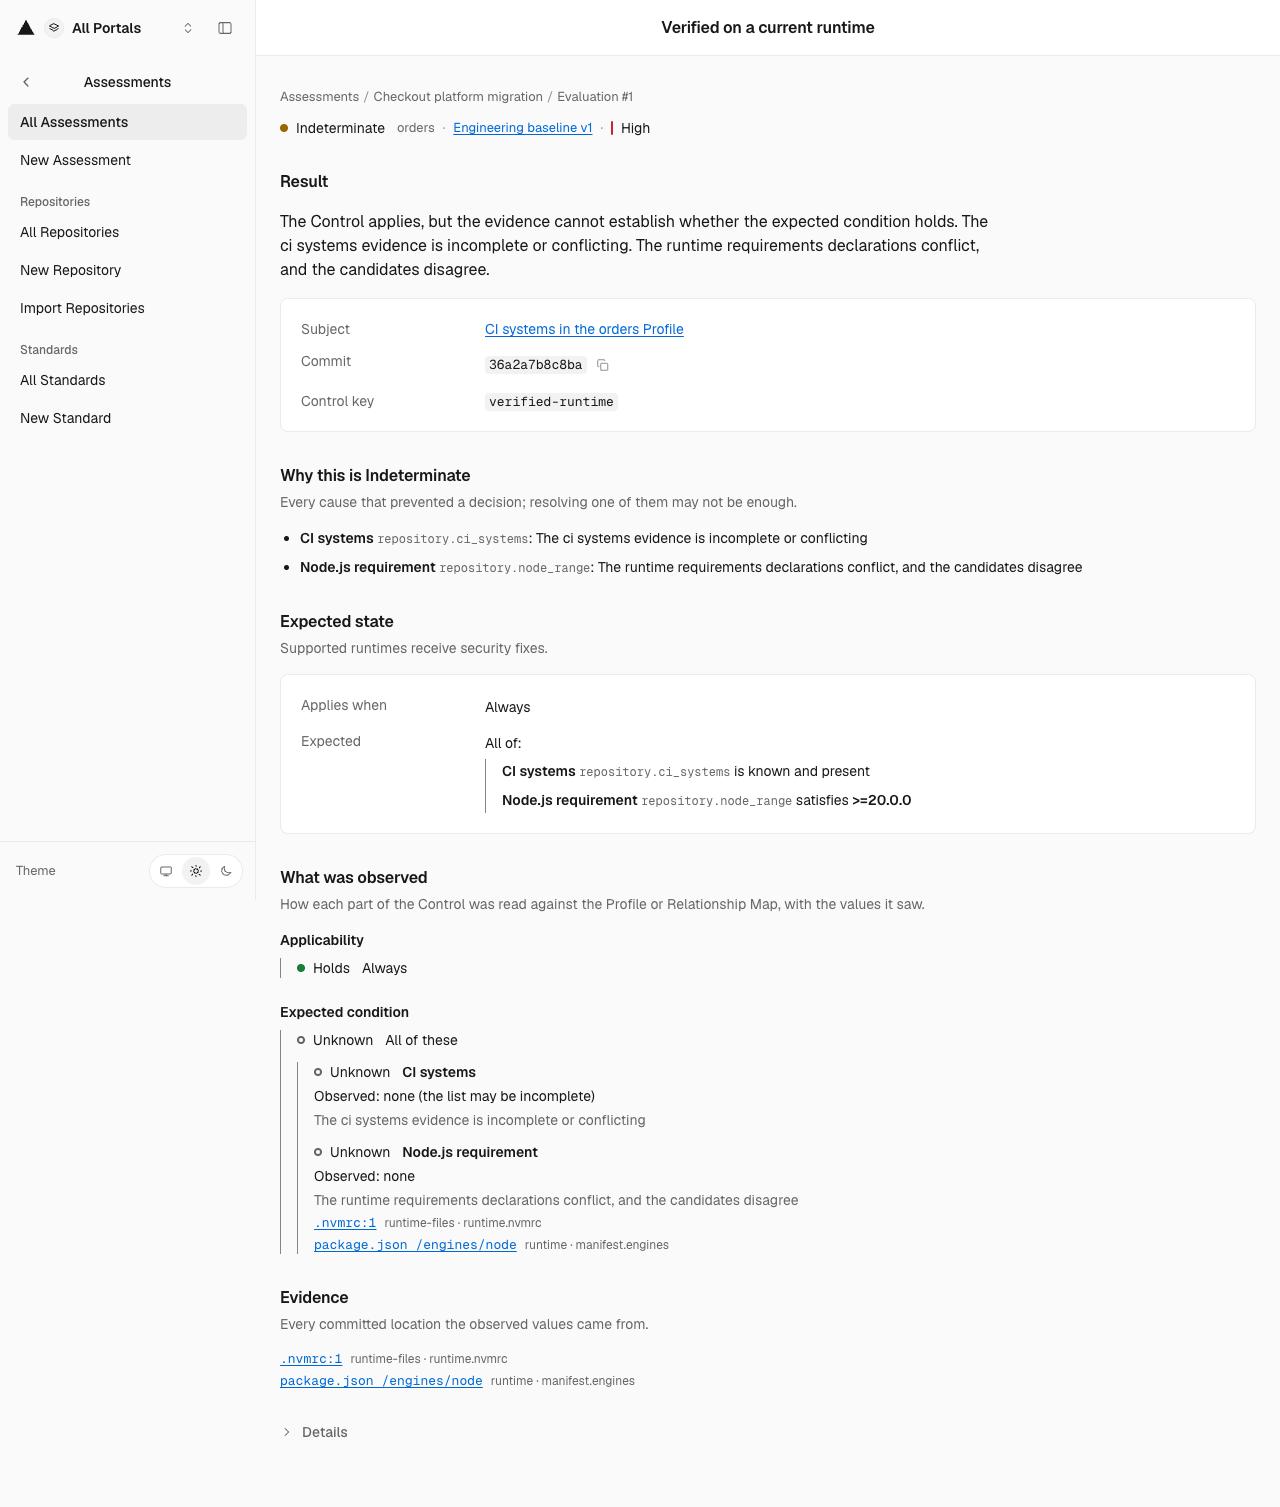 All Portals
Verified on a current runtime
Assessments
All Assessments
New Assessment
Repositories
All Repositories
New Repository
Import Repositories
Standards
All Standards
New Standard
Theme
Assessments / Checkout platform migration / Evaluation #1
Indeterminate orders · Engineering baseline v1 · High
Result
The Control applies, but the evidence cannot establish whether the expected condition holds. The
ci systems evidence is incomplete or conflicting. The runtime requirements declarations conflict,
and the candidates disagree.
Subject CI systems in the orders Profile
Commit 36a2a7b8c8ba
Control key verified-runtime
Why this is Indeterminate
Every cause that prevented a decision; resolving one of them may not be enough.
• CI systems repository.ci_systems: The ci systems evidence is incomplete or conflicting
• Node.js requirement repository.node_range: The runtime requirements declarations conflict, and the candidates disagree
Expected state
Supported runtimes receive security fixes.
Applies when Always
Expected All of:
CI systems repository.ci_systems is known and present
Node.js requirement repository.node_range satisfies >=20.0.0
What was observed
How each part of the Control was read against the Profile or Relationship Map, with the values it saw.
Applicability
Holds Always
Expected condition
Unknown All of these
Unknown CI systems
Observed: none (the list may be incomplete)
The ci systems evidence is incomplete or conflicting
Unknown Node.js requirement
Observed: none
The runtime requirements declarations conflict, and the candidates disagree
.nvmrc:1 runtime-files · runtime.nvmrc
package.json /engines/node runtime · manifest.engines
Evidence
Every committed location the observed values came from.
.nvmrc:1 runtime-files · runtime.nvmrc
package.json /engines/node runtime · manifest.engines
Details